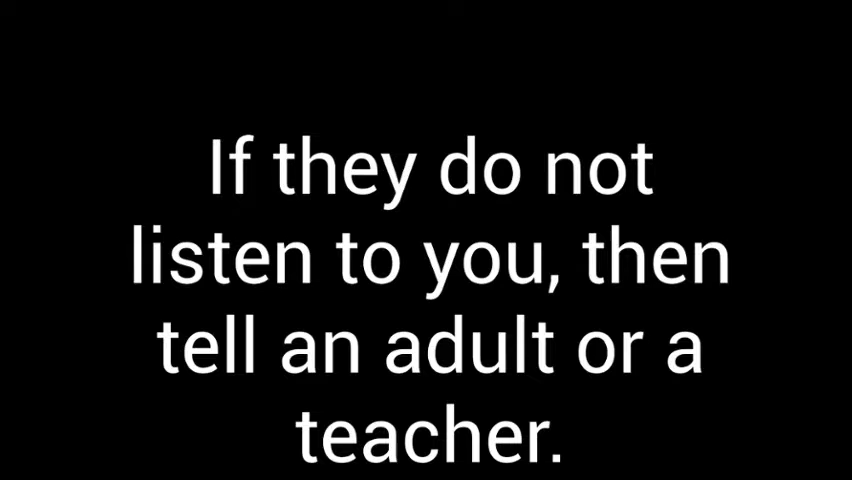 If they do not
listen to you, then
tell an adult or a
teacher.